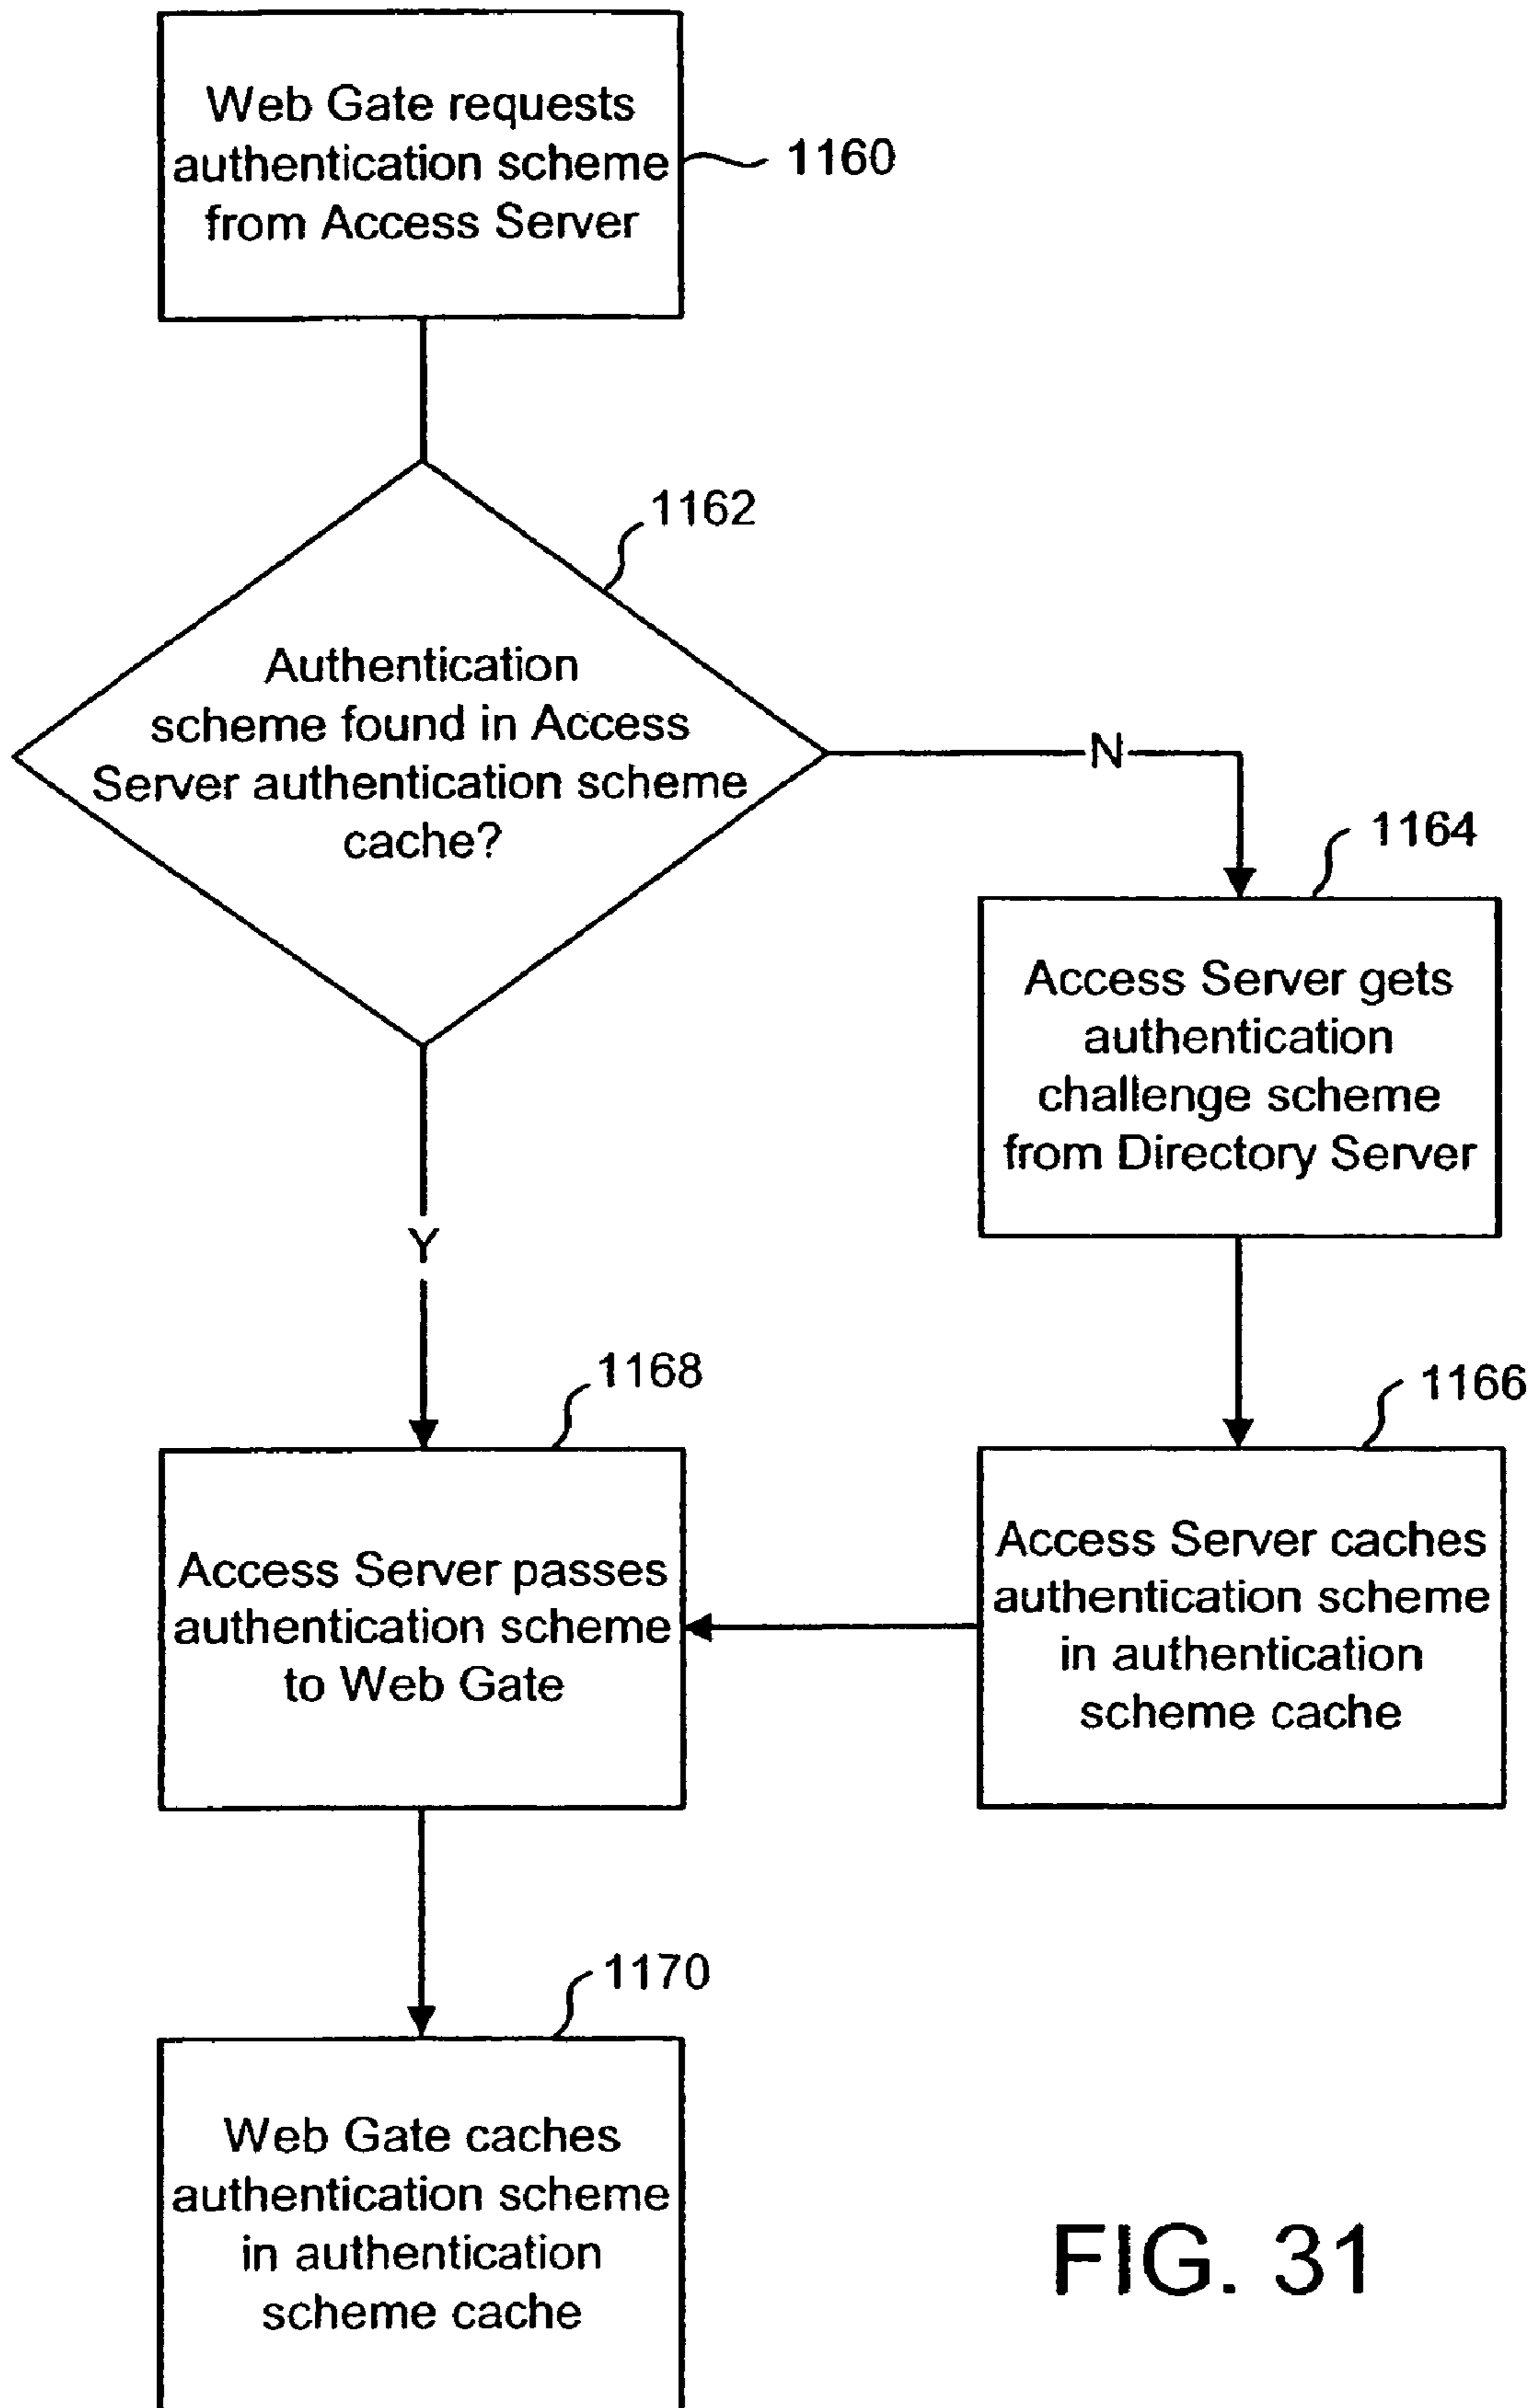 Web Gate requests
authentication scheme
from Access Server
1160
1162
Authentication
scheme found in Access
Server authentication scheme
cache?
N
1164
Access Server gets
authentication
challenge scheme
from Directory Server
Y
1168
1166
Access Server passes
authentication scheme
to Web Gate
Access Server caches
authentication scheme
in authentication
scheme cache
1170
Web Gate caches
authentication scheme
in authentication
scheme cache
FIG. 31